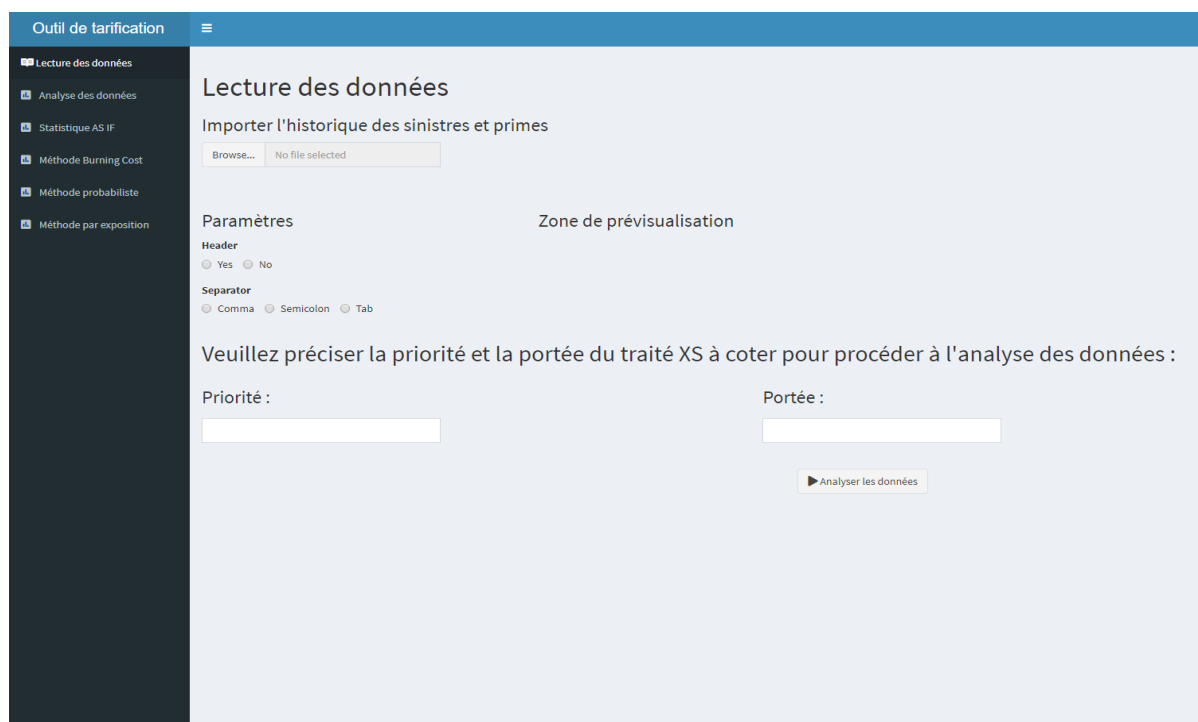 Outil de tarification
Lecture des données
Analyse des données
Statistique AS IF
Méthode Burning Cost
Méthode probabiliste
Méthode par exposition
Lecture des données
Importer l'historique des sinistres et primes
Browse... No file selected
Paramètres Zone de prévisualisation
Header
Yes No
Separator
Comma Semicolon Tab
Veuillez préciser la priorité et la portée du traité XS à coter pour procéder à l'analyse des données :
Priorité : Portée :
Analyser les données